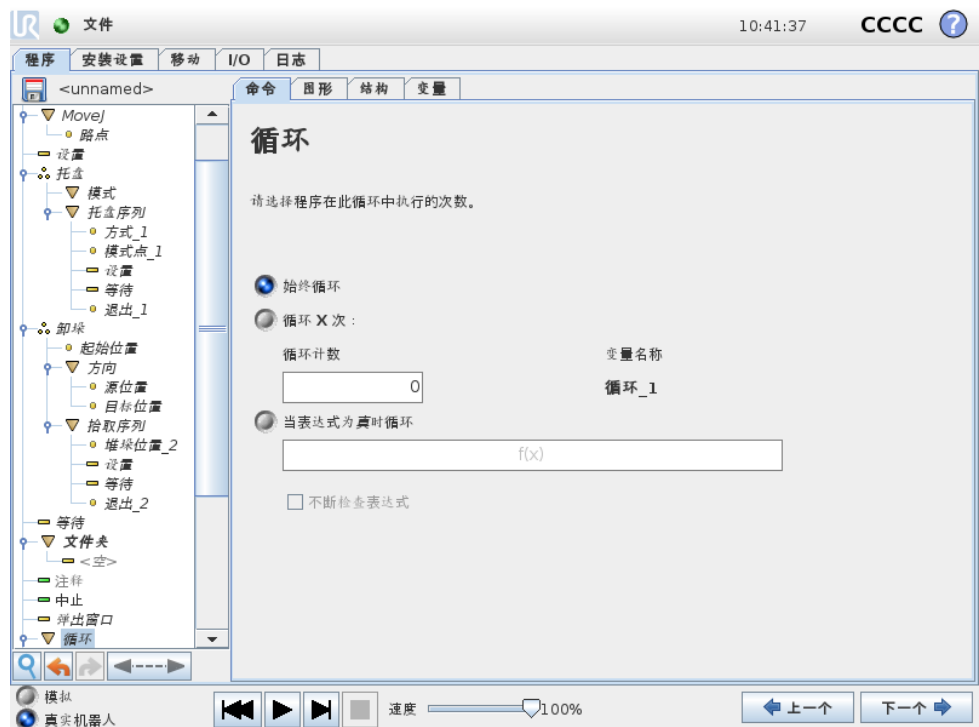 UR 文件 10:41:37 CCCC ?
程序 安装设置 移动 I/O 日志
<unnamed>
命令 图形 结构 变量
MoveJ
路点
设置
托盘
模式
托盘序列
方式_1
模式点_1
设置
等待
退出_1
卸垛
起始位置
方向
源位置
目标位置
拾取序列
堆垛位置_2
设置
等待
退出_2
等待
文件夹
<空>
注释
中止
弹出窗口
循环
循环
请选择程序在此循环中执行的次数。
始终循环
循环 X 次：
循环计数 变量名称
0 循环_1
当表达式为真时循环
f(x)
不断检查表达式
模拟
真实机器人
速度 100%
上一个 下一个